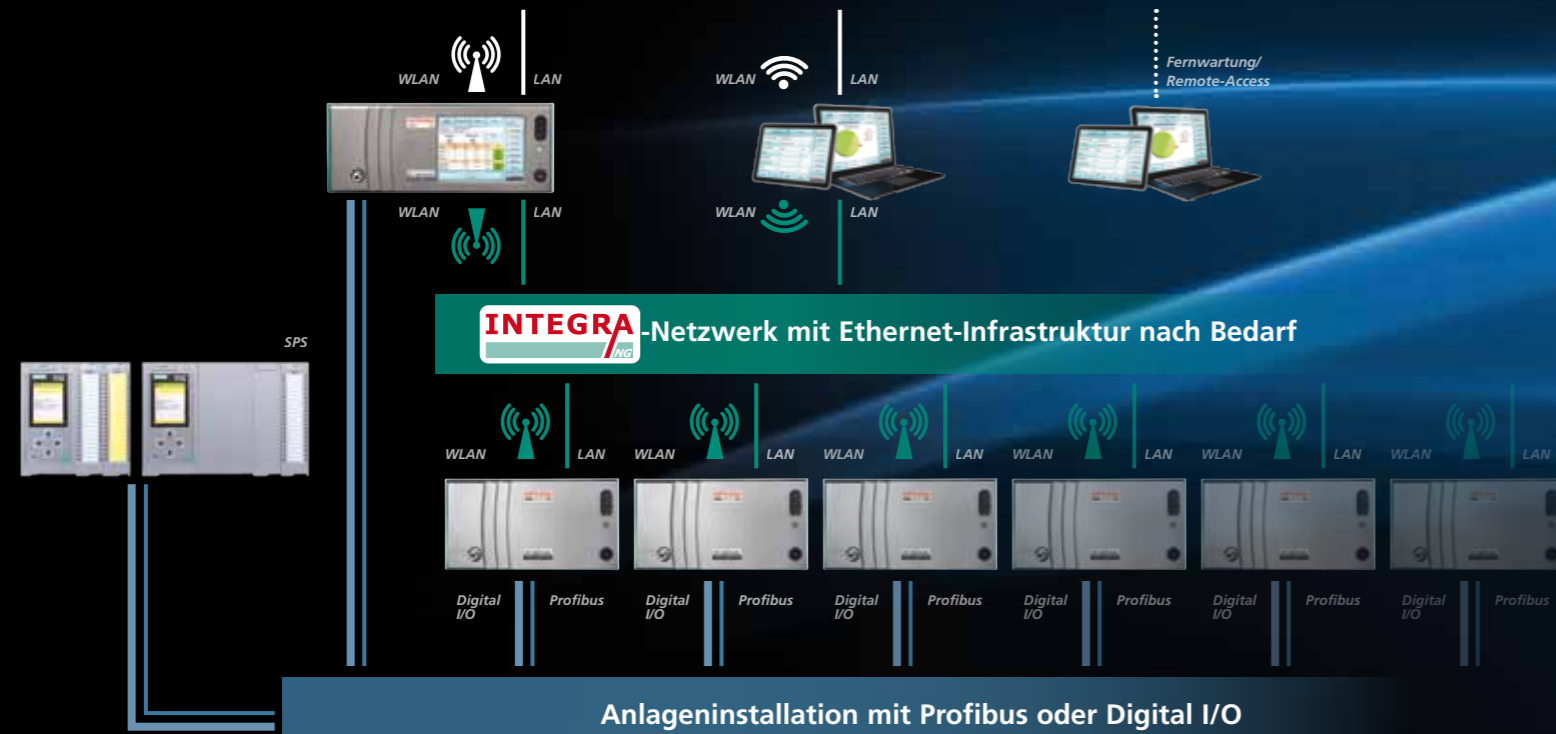 WLAN
LAN
WLAN
LAN
Fernwartung/
Remote-Access
WLAN
LAN
WLAN
LAN
INTEGRA
NG
-Netzwerk mit Ethernet-Infrastruktur nach Bedarf
SPS
WLAN
LAN
WLAN
LAN
WLAN
LAN
WLAN
LAN
WLAN
LAN
WLAN
LAN
Digital
I/O
Profibus
Digital
I/O
Profibus
Digital
I/O
Profibus
Digital
I/O
Profibus
Digital
I/O
Profibus
Digital
I/O
Profibus
Anlageninstallation mit Profibus oder Digital I/O